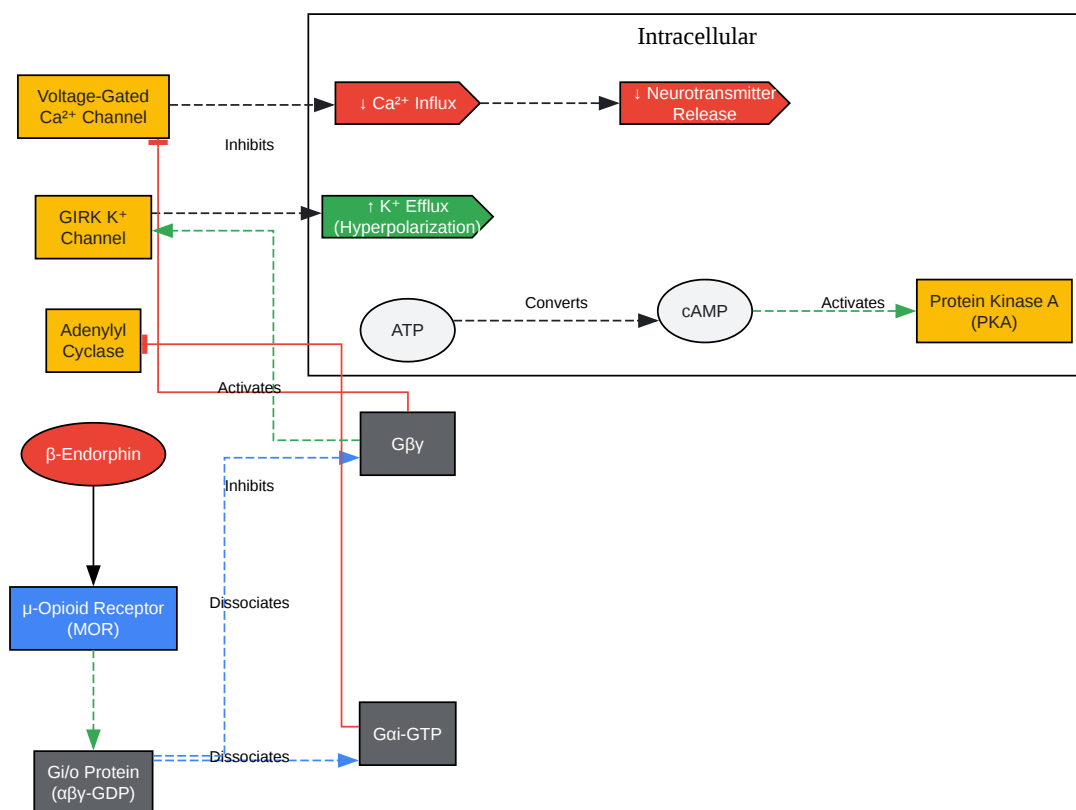 Intracellular
Voltage-Gated
Ca²⁺ Channel
↓ Ca²⁺ Influx
↓ Neurotransmitter
Release
Inhibits
GIRK K⁺
Channel
↑ K⁺ Efflux
(Hyperpolarization)
Adenylyl
Cyclase
ATP
Converts
cAMP
Activates
Protein Kinase A
(PKA)
Activates
Gβγ
β-Endorphin
Inhibits
μ-Opioid Receptor
(MOR)
Dissociates
Gαi-GTP
Dissociates
Gi/o Protein
(αβγ-GDP)